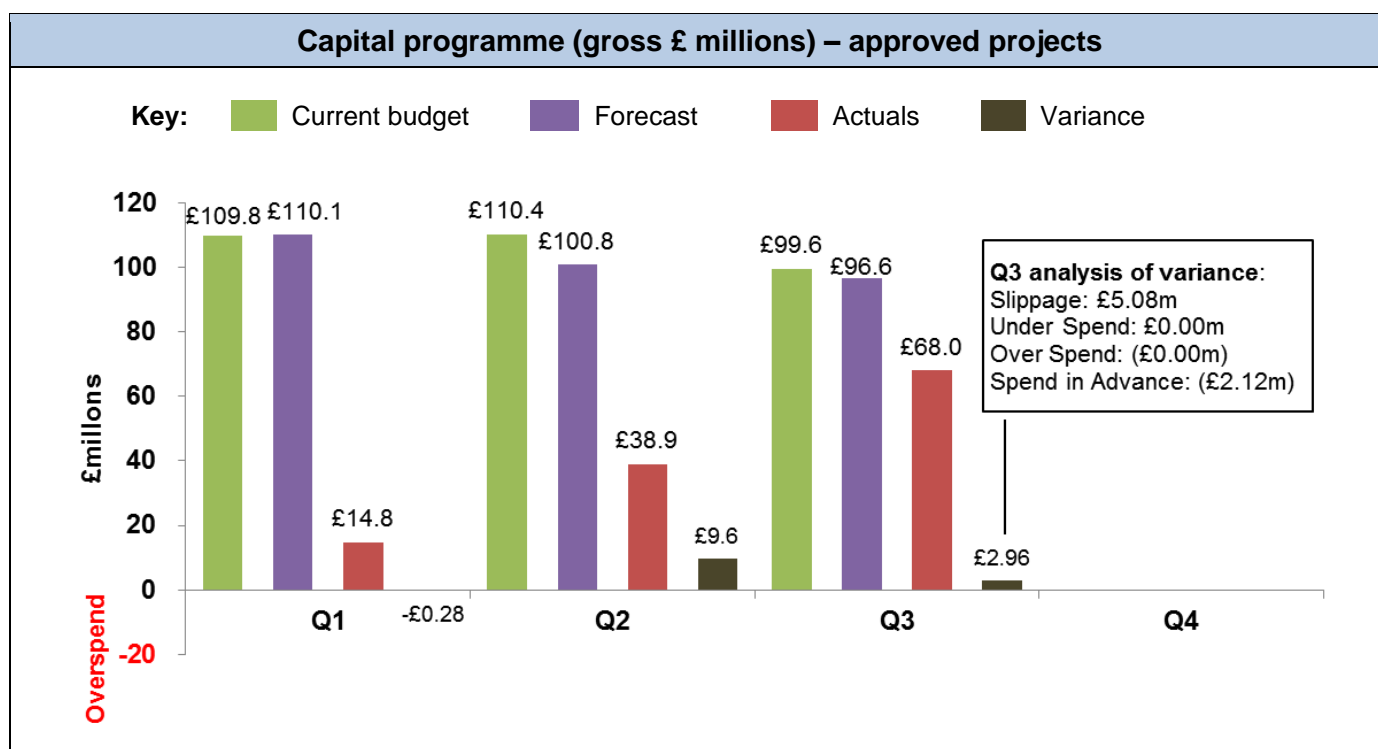 Capital programme (gross £ millions) – approved projects
Key: Current budget Forecast Actuals Variance
120
100
80
60
40
20
0
-20
£millons
Overspend
£109.8 £110.1
£14.8
-£0.28
£110.4
£100.8
£38.9
£9.6
£99.6
£96.6
£68.0
£2.96
Q3 analysis of variance:
Slippage: £5.08m
Under Spend: £0.00m
Over Spend: (£0.00m)
Spend in Advance: (£2.12m)
Q1 Q2 Q3 Q4